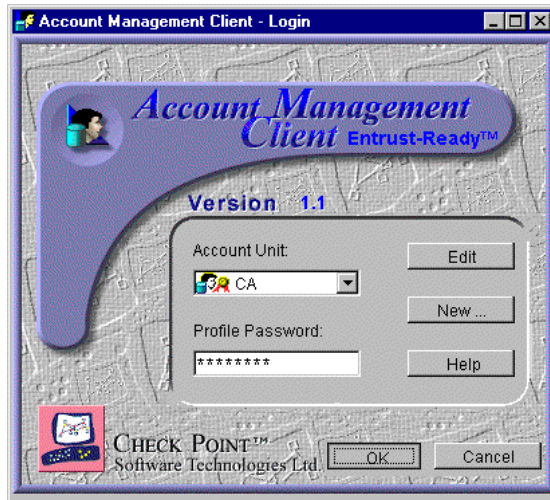 Account Management Client - Login
Account Management
Client Entrust-Ready™
Version 1.1
Account Unit:
Edit
CA
New ...
Profile Password:
********
Help
CHECK POINT™
Software Technologies Ltd.
OK
Cancel